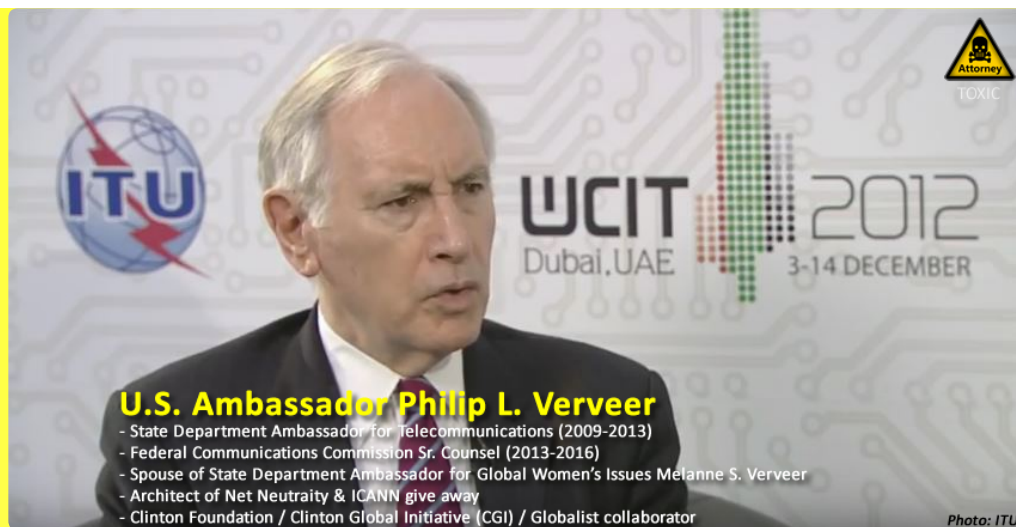 Attorney
TOXIC
ITU
WCIT 2012
Dubai, UAE 3-14 DECEMBER
U.S. Ambassador Philip L. Verveer
- State Department Ambassador for Telecommunications (2009-2013)
- Federal Communications Commission Sr. Counsel (2013-2016)
- Spouse of State Department Ambassador for Global Women's Issues Melanne S. Verveer
- Architect of Net Neutraity & ICANN give away
- Clinton Foundation / Clinton Global Initiative (CGI) / Globalist collaborator
Photo: ITU